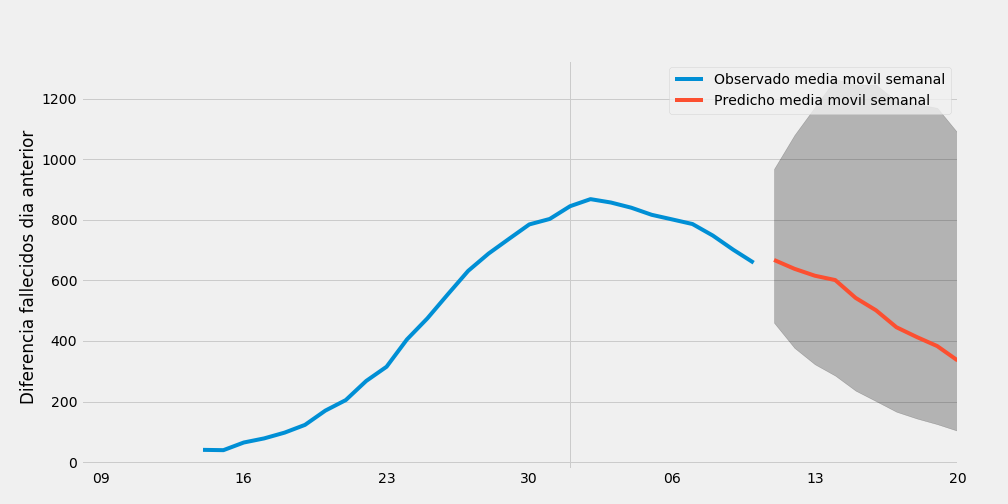 Observado media movil semanal
Predicho media movil semanal
Diferencia fallecidos dia anterior
1200
1000
800
600
400
200
0
09 16 23 30 06 13 20